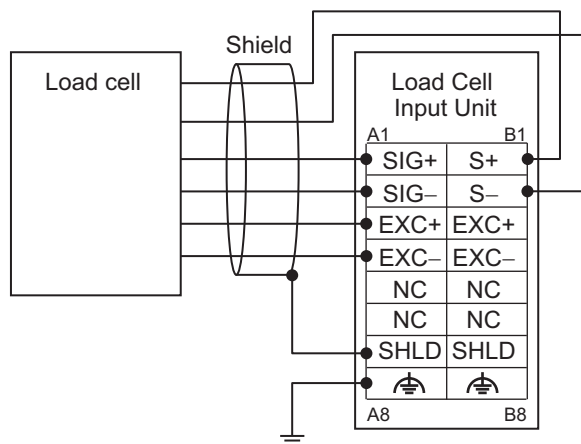 Shield
Load cell
Load Cell
Input Unit
A1 B1
SIG+ S+
SIG− S−
EXC+ EXC+
EXC− EXC−
NC NC
NC NC
SHLD SHLD
A8 B8